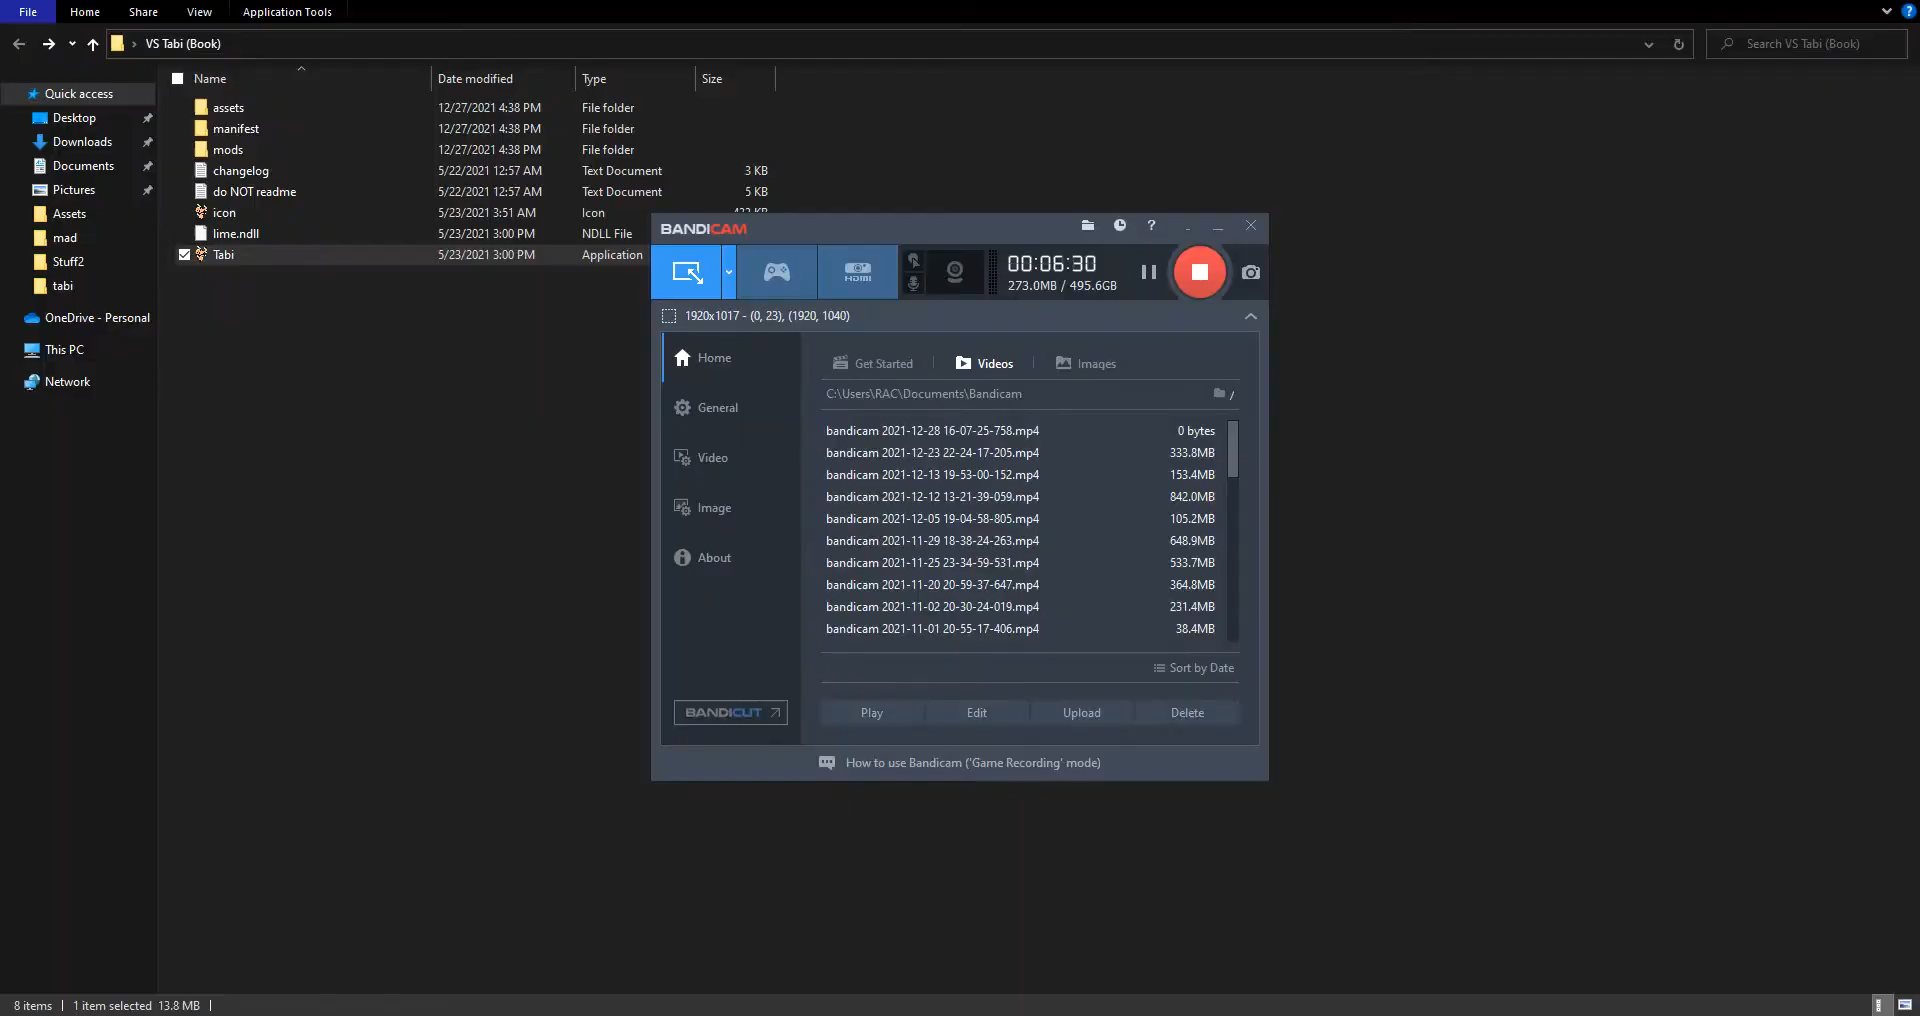 File Home Share View Application Tools
VS Tabi (Book) Search VS Tabi (Book)
Name Date modified Type Size
Quick access
Desktop
Downloads
Documents
Pictures
Assets
mad
Stuff2
tabi
OneDrive - Personal
This PC
Network
assets 12/27/2021 4:38 PM File folder
manifest 12/27/2021 4:38 PM File folder
mods 12/27/2021 4:38 PM File folder
changelog 5/22/2021 12:57 AM Text Document 3 KB
do NOT readme 5/22/2021 12:57 AM Text Document 5 KB
icon 5/23/2021 3:51 AM Icon
lime.ndll 5/23/2021 3:00 PM NDLL File
Tabi 5/23/2021 3:00 PM Application
BANDICAM ?
HDMI
00:06:30
273.0MB / 495.6GB
1920x1017 - (0, 23), (1920, 1040)
Home
General
Video
Image
About
BANDICUT
Get Started Videos Images
C:\Users\RAC\Documents\Bandicam /
bandicam 2021-12-28 16-07-25-758.mp4 0 bytes
bandicam 2021-12-23 22-24-17-205.mp4 333.8MB
bandicam 2021-12-13 19-53-00-152.mp4 153.4MB
bandicam 2021-12-12 13-21-39-059.mp4 842.0MB
bandicam 2021-12-05 19-04-58-805.mp4 105.2MB
bandicam 2021-11-29 18-38-24-263.mp4 648.9MB
bandicam 2021-11-25 23-34-59-531.mp4 533.7MB
bandicam 2021-11-20 20-59-37-647.mp4 364.8MB
bandicam 2021-11-02 20-30-24-019.mp4 231.4MB
bandicam 2021-11-01 20-55-17-406.mp4 38.4MB
Sort by Date
Play Edit Upload Delete
How to use Bandicam ('Game Recording' mode)
8 items 1 item selected 13.8 MB